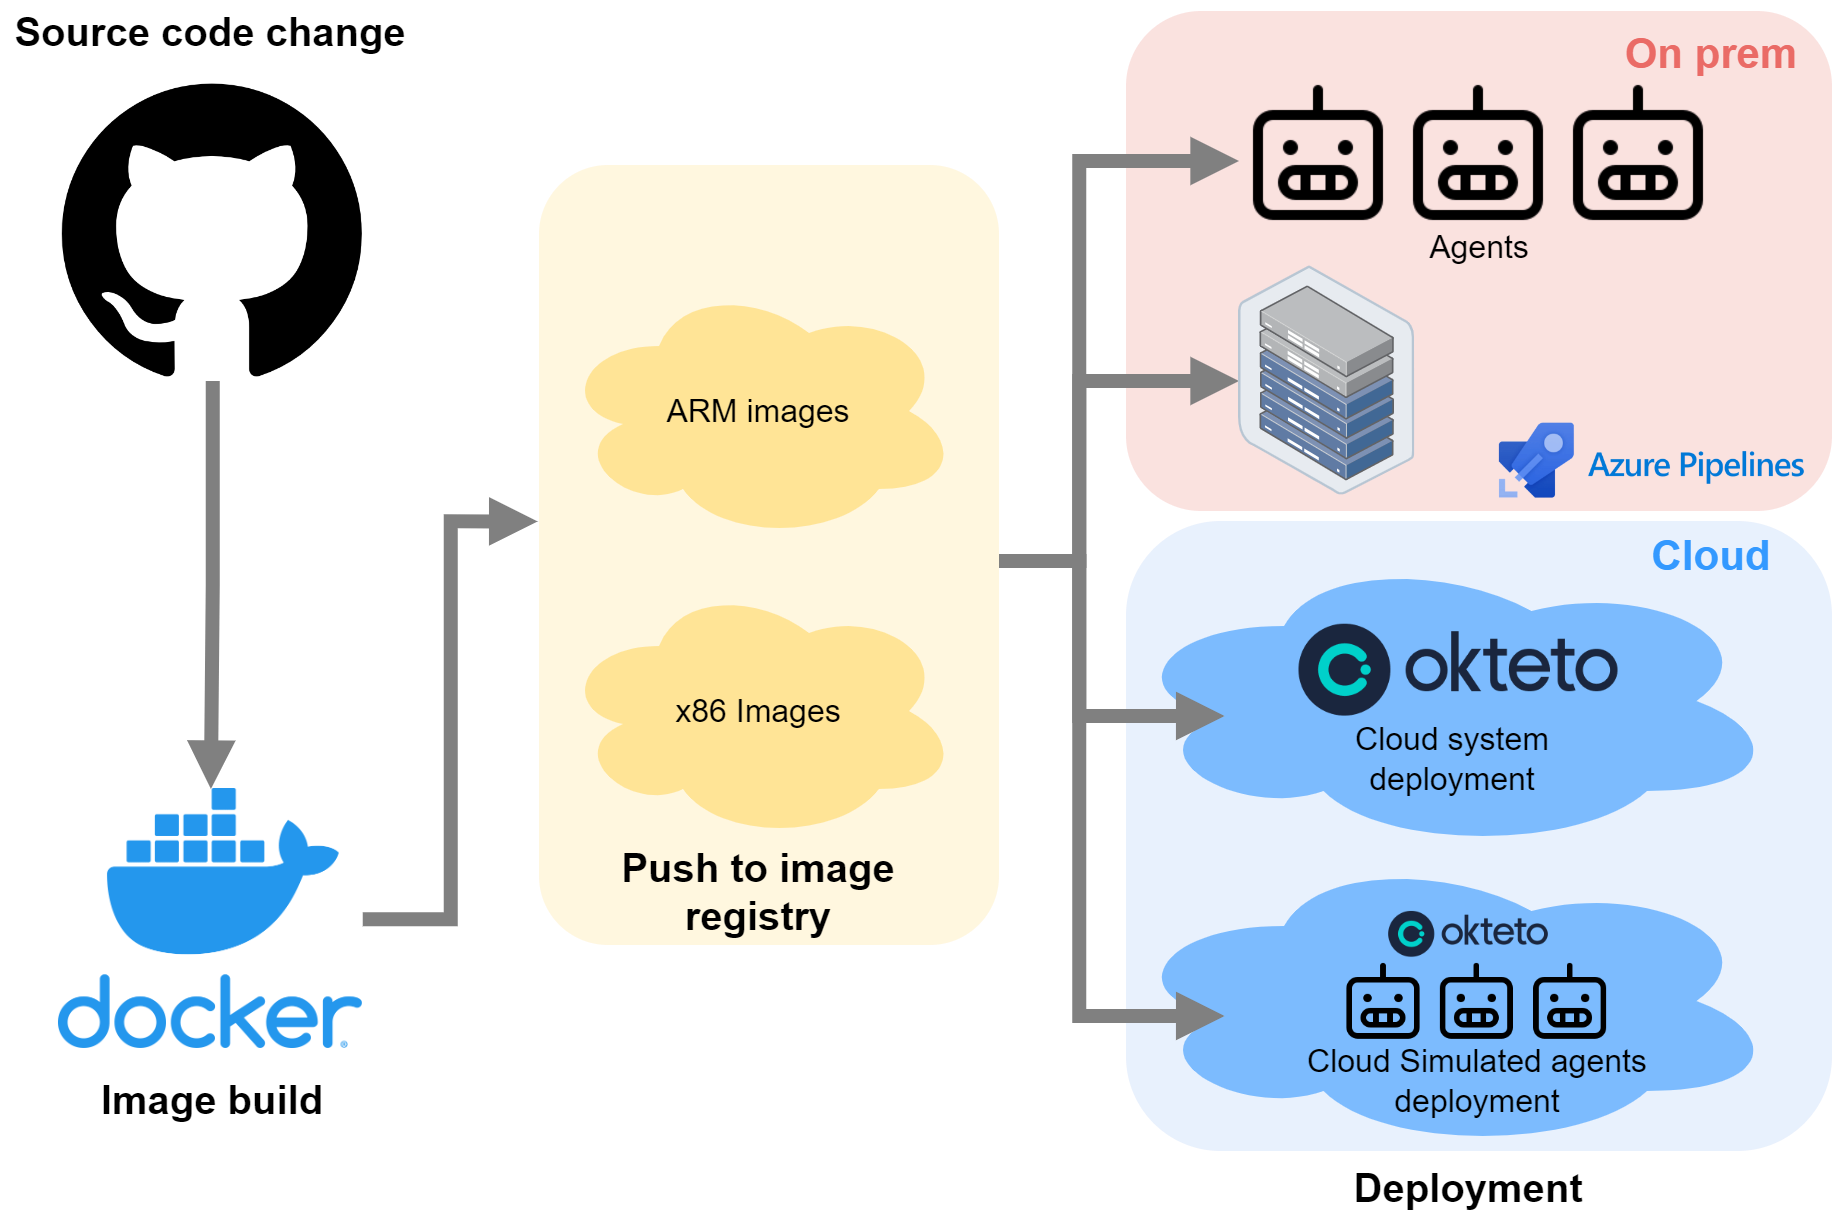 Source code change
docker
Image build
ARM images
x86 Images
Push to image
registry
On prem
Agents
Azure Pipelines
Cloud
okteto
Cloud system
deployment
okteto
Cloud Simulated agents
deployment
Deployment